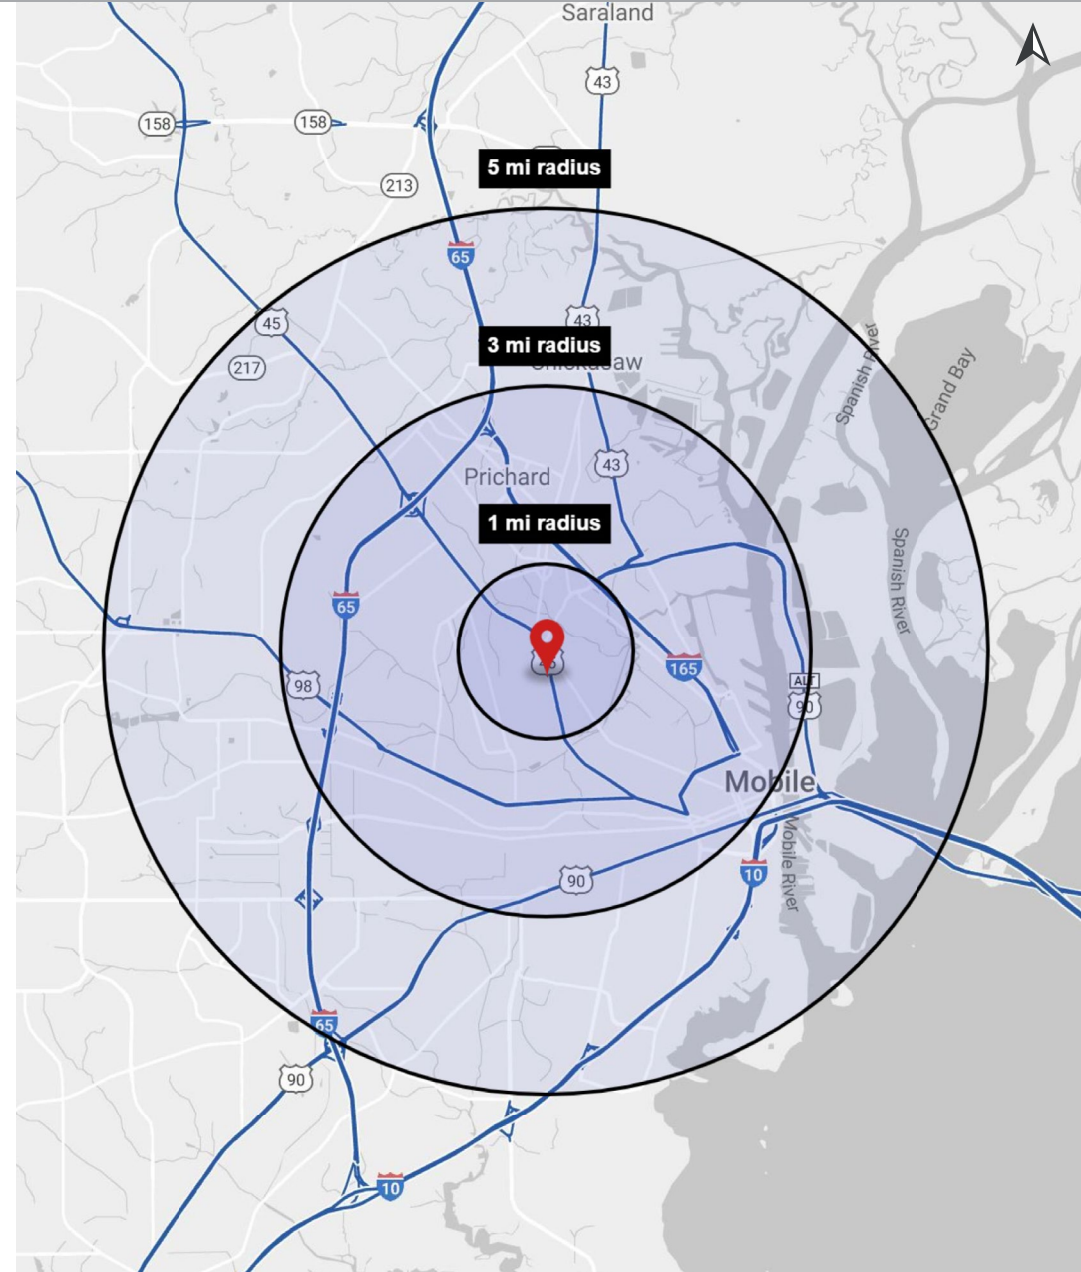 Saraland
43
158
158
5 mi radius
213
65
45
43
3 mi radius
217
Spanish River
Grand Bay
43
Prichard
1 mi radius
Spanish River
65
165
98
ALT
90
Mobile
Mobile River
10
90
65
90
10